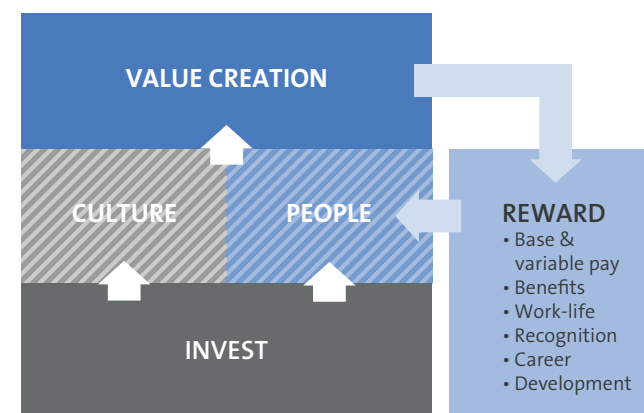 VALUE CREATION
CULTURE
PEOPLE
INVEST
REWARD
• Base &
variable pay
• Benefits
• Work-life
• Recognition
• Career
• Development